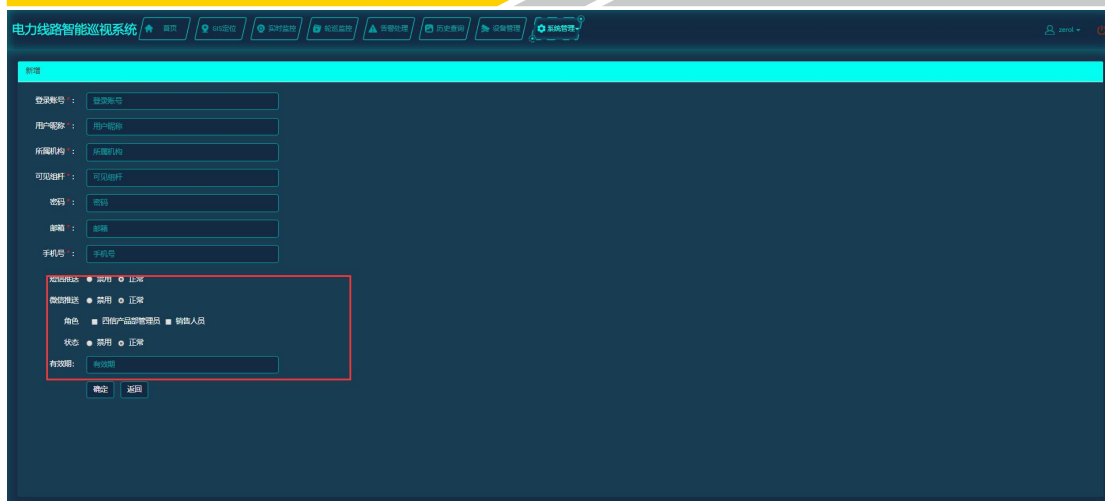 电力线路智能巡视系统 首页 GIS定位 实时监控 轮巡监控 告警处理 历史查询 设备管理 系统管理 zerof
新增
登录账号*： 登录账号
用户昵称*： 用户昵称
所属机构*： 所属机构
可见组杆*： 可见组杆
密码*： 密码
邮箱*： 邮箱
手机号*： 手机号
短信推送 禁用 正常
微信推送 禁用 正常
角色 四信产品部管理员 销售人员
状态 禁用 正常
有效期： 有效期
确定 返回